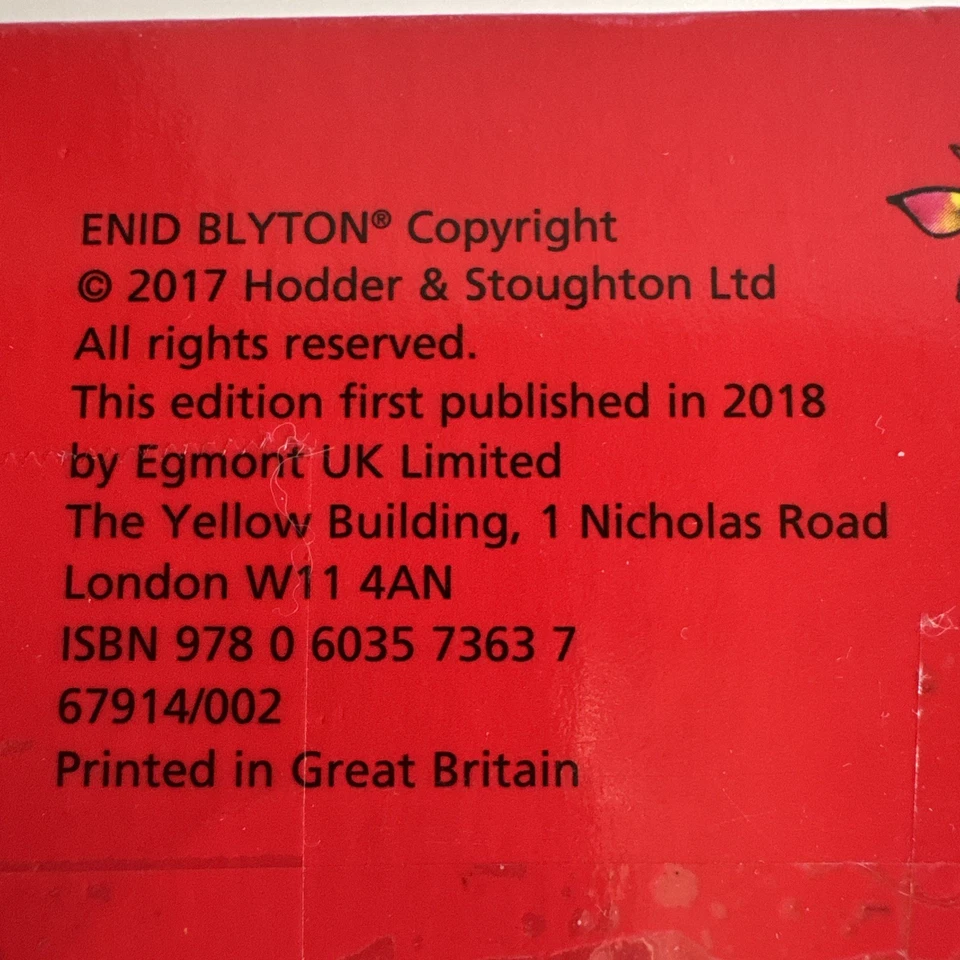 ENID BLYTON® Copyright
© 2017 Hodder & Stoughton Ltd
All rights reserved.
This edition first published in 2018
by Egmont UK Limited
The Yellow Building, 1 Nicholas Road
London W11 4AN
ISBN 978 0 6035 7363 7
67914/002
Printed in Great Britain